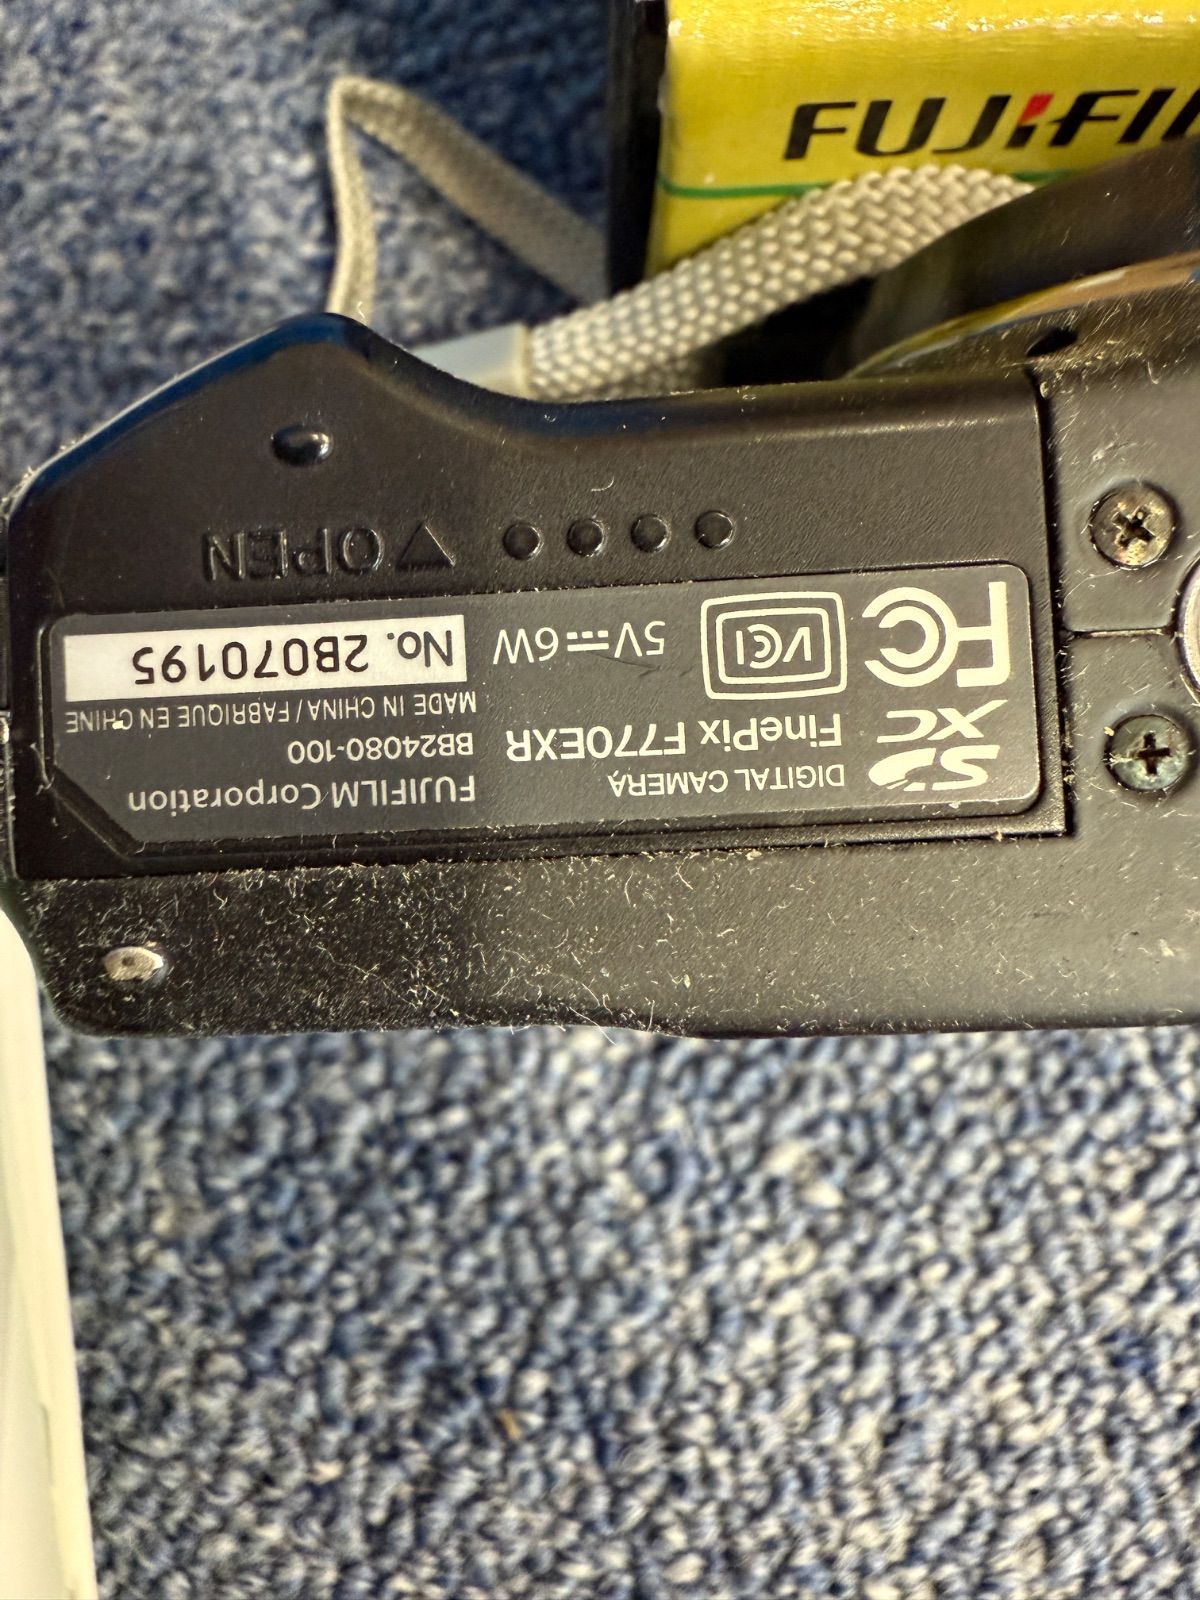 FUJIFI
DIGITAL CAMERA
FinePix F770EXR
5V⎓6W
SD
XC
FC
VCI
FUJIFILM Corporation
BB24080-100
MADE IN CHINA / FABRIQUE EN CHINE
No. 2B070195
OPEN